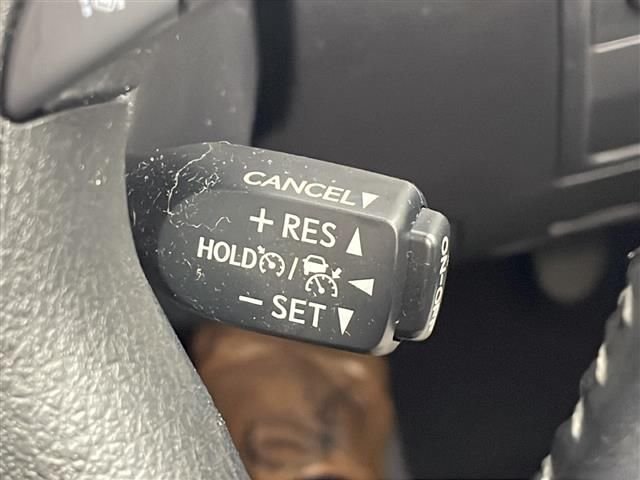 CANCEL▼
+RES▲
HOLD / ◀
−SET▼
ON-OFF